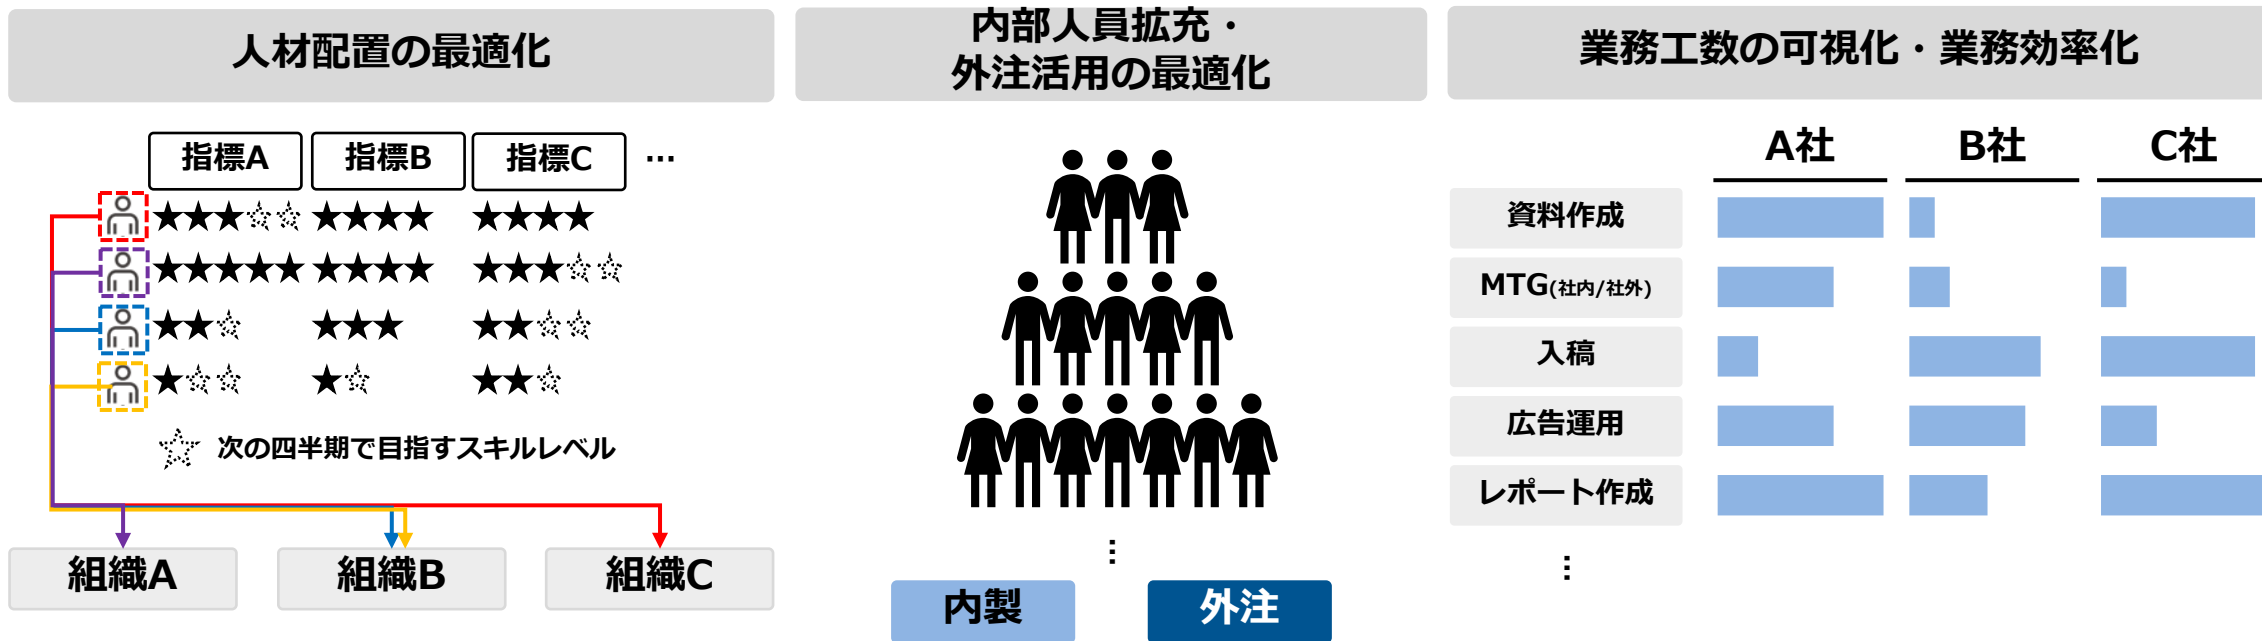 人材配置の最適化
指標A 指標B 指標C …
★★★☆☆ ★★★★ ★★★★
★★★★★ ★★★★ ★★★☆☆
★★☆ ★★★ ★★☆☆
★☆☆ ★☆ ★★☆
☆ 次の四半期で目指すスキルレベル
組織A 組織B 組織C
内部人員拡充・
外注活用の最適化
…
内製 外注
業務工数の可視化・業務効率化
A社 B社 C社
資料作成
MTG(社内/社外)
入稿
広告運用
レポート作成
…